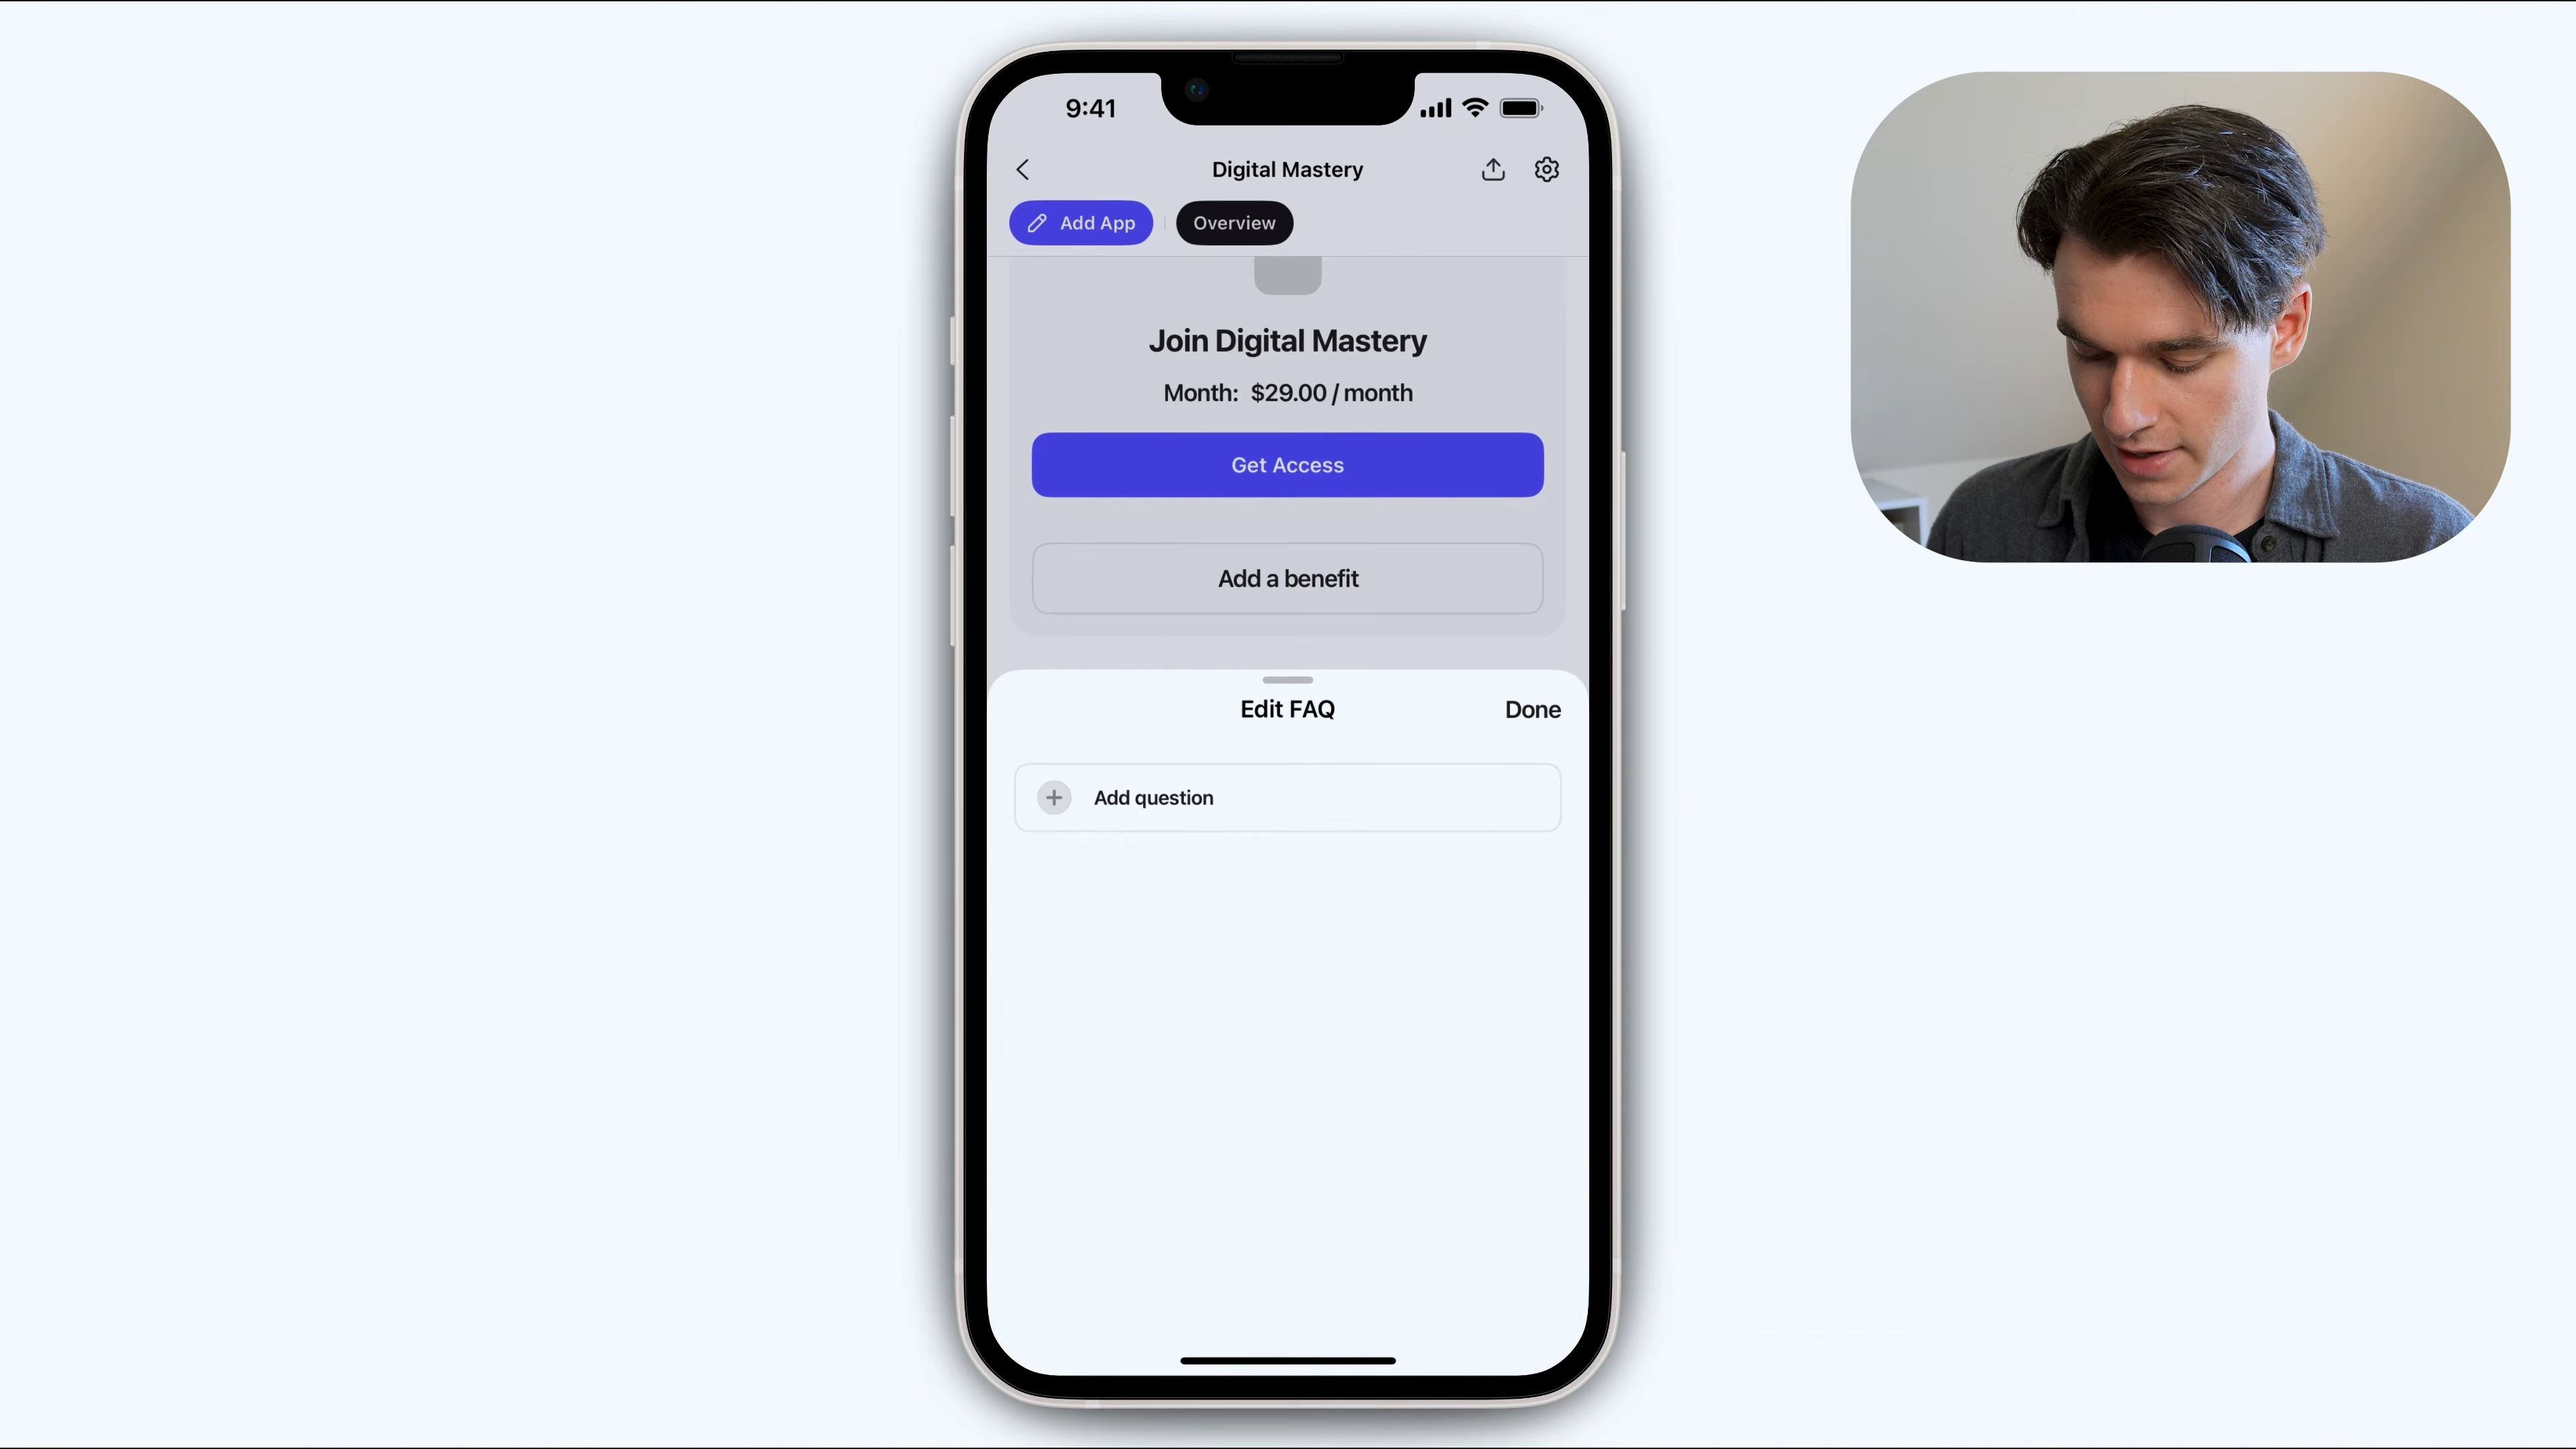 9:41
Digital Mastery
Add App
Overview
Join Digital Mastery
Month: $29.00 / month
Get Access
Add a benefit
Edit FAQ
Done
Add question